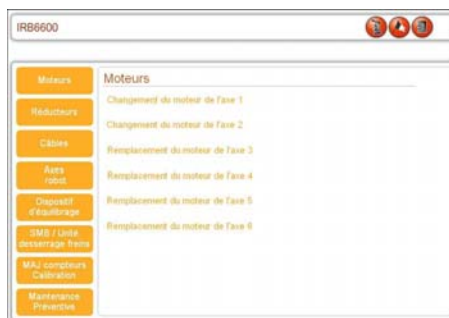 IRB6600
Moteurs
Réducteurs
Câbles
Axes
robot
Dispositif
d'équilibrage
SMB / Unité
desserrage freins
MAJ compteurs
Calibration
Maintenance
Préventive
Moteurs
Changement du moteur de l'axe 1
Changement du moteur de l'axe 2
Remplacement du moteur de l'axe 3
Remplacement du moteur de l'axe 4
Remplacement du moteur de l'axe 5
Remplacement du moteur de l'axe 6